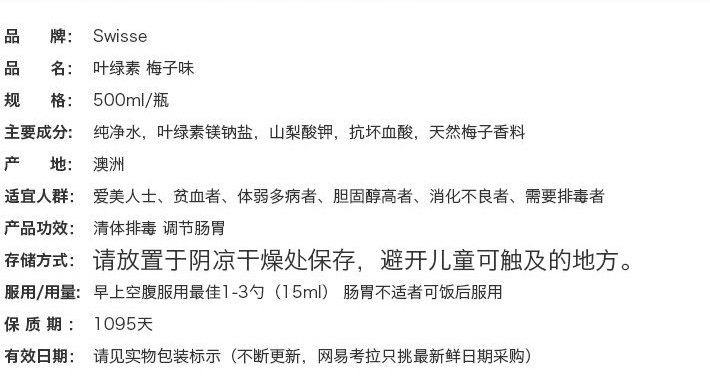 品 牌： Swisse
品 名： 叶绿素 梅子味
规 格： 500ml/瓶
主要成分： 纯净水，叶绿素镁钠盐，山梨酸钾，抗坏血酸，天然梅子香料
产 地： 澳洲
适宜人群： 爱美人士、贫血者、体弱多病者、胆固醇高者、消化不良者、需要排毒者
产品功效： 清体排毒 调节肠胃
存储方式： 请放置于阴凉干燥处保存，避开儿童可触及的地方。
服用/用量： 早上空腹服用最佳1-3勺（15ml） 肠胃不适者可饭后服用
保 质 期 ： 1095天
有效日期： 请见实物包装标示（不断更新，网易考拉只挑最新鲜日期采购）